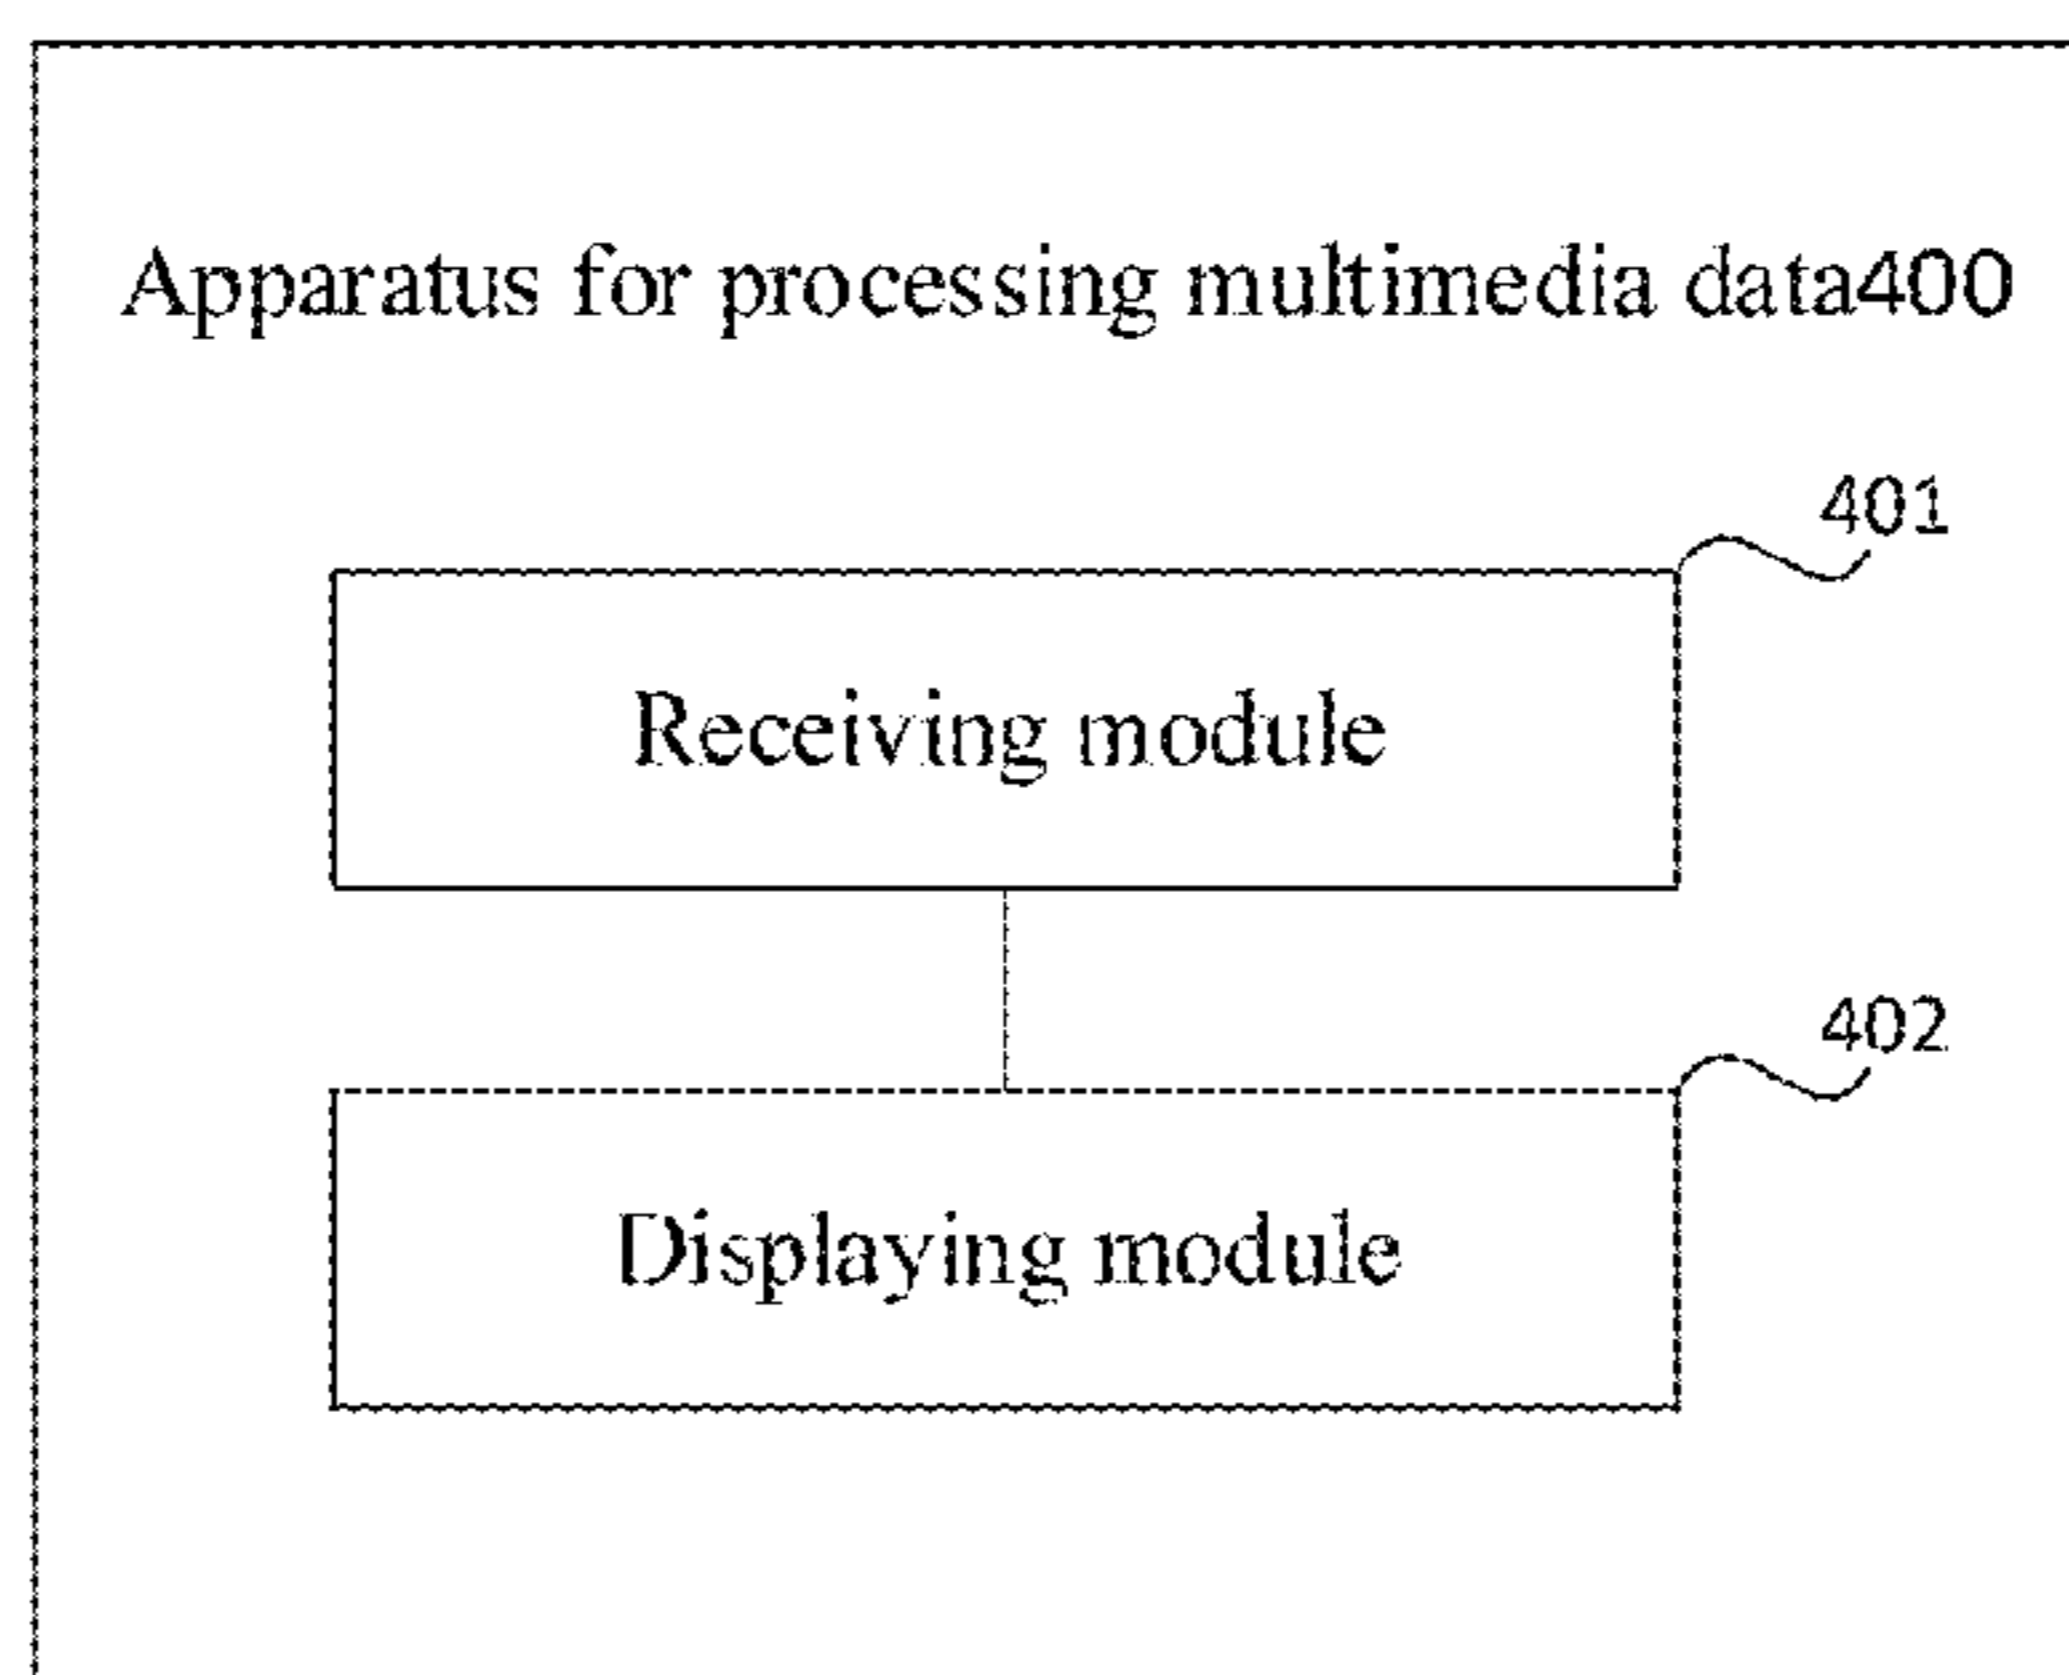 Apparatus for processing multimedia data400
401
Receiving module
402
Displaying module